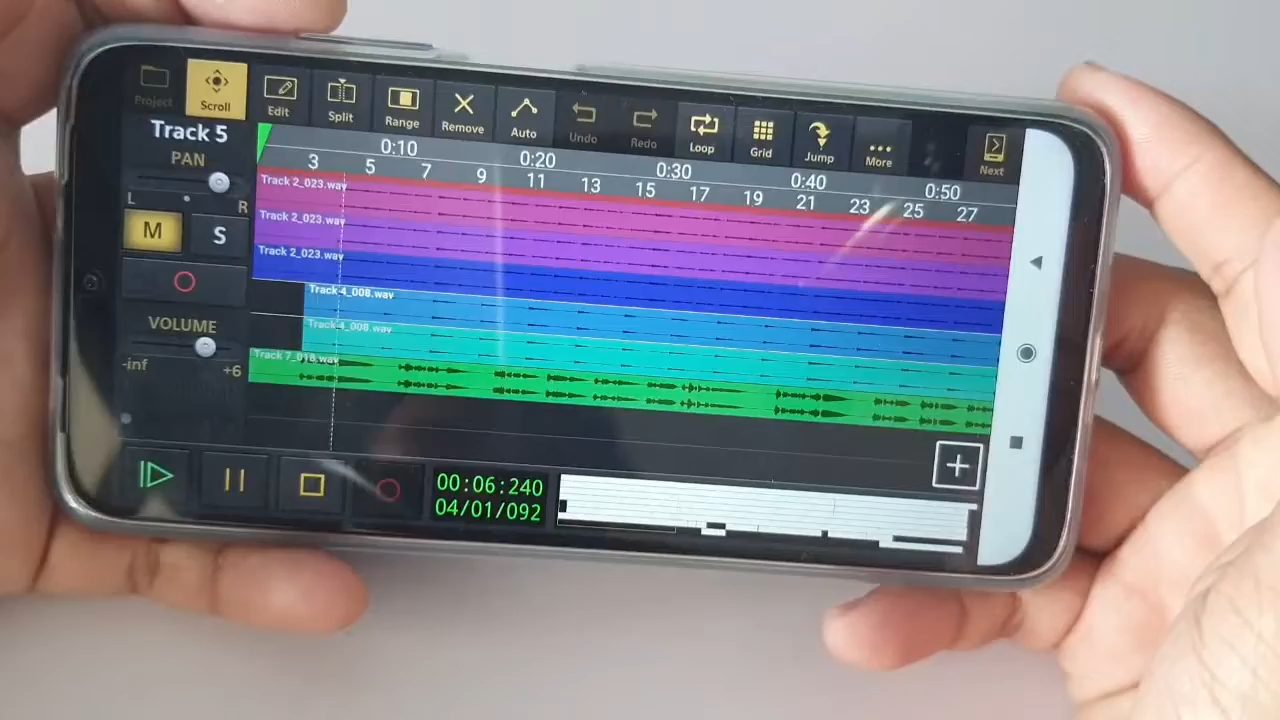 Project
Scroll
Edit
Split
Range
Remove
Auto
Undo
Redo
Loop
Grid
Jump
More
Next
Track 5
PAN
L
R
M
S
VOLUME
-inf
+6
0:10
0:20
0:30
0:40
0:50
3
5
7
9
11
13
15
17
19
21
23
25
27
Track 2_023.wav
Track 2_023.wav
Track 2_023.wav
Track 4_008.wav
Track 4_008.wav
Track 7_018.wav
00:06:240
04/01/092